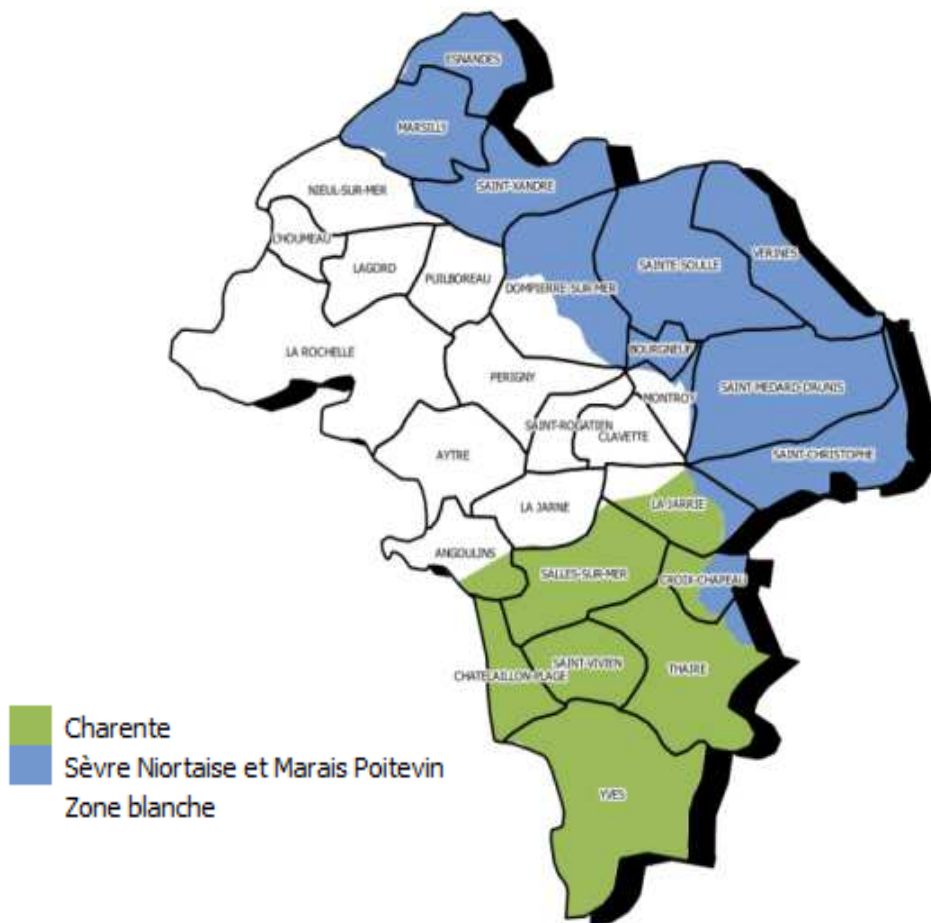 ESNANDES
MARSILLY
SAINT-XANDRE
NIEUL-SUR-MER
L'HOUMEAU
LAGORD
PUILBOREAU
DOMPIERRE-SUR-MER
SAINTE-SOULLE
VERINES
LA ROCHELLE
BOURGNEUF
PERIGNY
MONTROY
SAINT-MEDARD-D'AUNIS
SAINT-ROGATIEN
CLAVETTE
AYTRE
SAINT-CHRISTOPHE
LA JARNE
LA JARRIE
ANGOULINS
SALLES-SUR-MER
CROIX-CHAPEAU
SAINT-VIVIEN
THAIRE
CHATELAILLON-PLAGE
YVES
Charente
Sèvre Niortaise et Marais Poitevin
Zone blanche